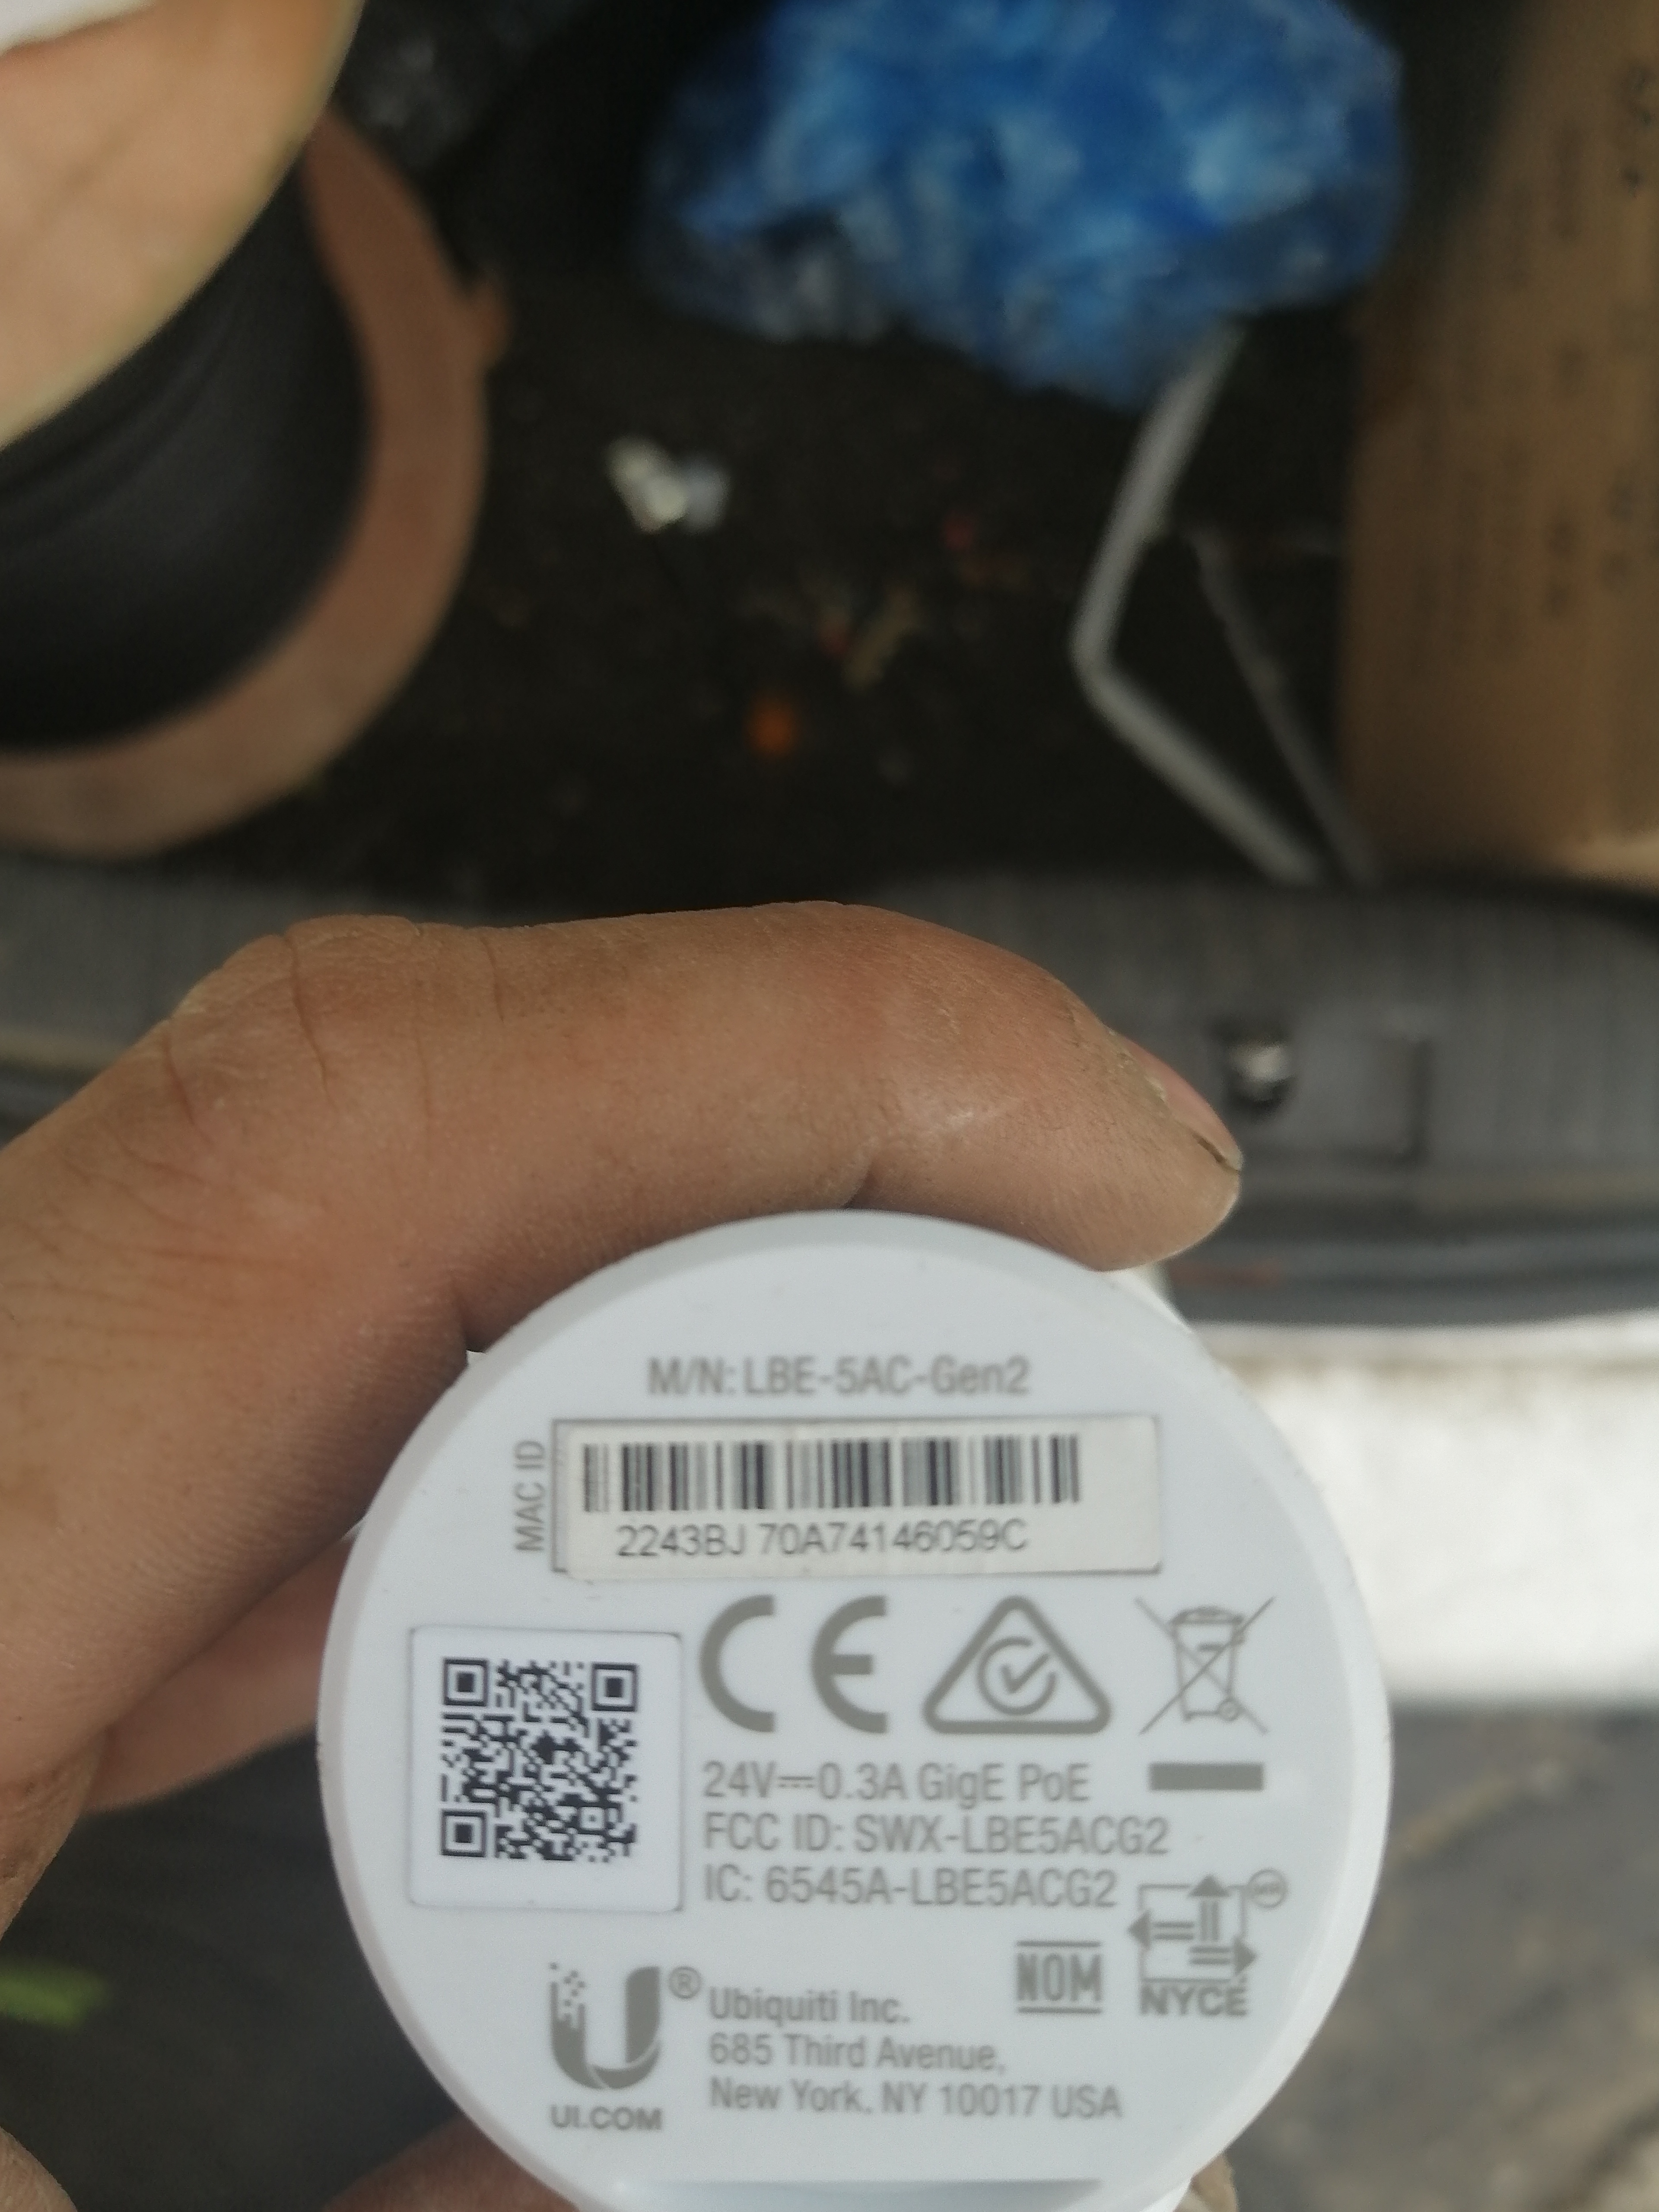 M/N: LBE-5AC-Gen2
MAC ID
2243BJ 70A74146059C
24V⎓0.3A GigE PoE
FCC ID: SWX-LBE5ACG2
IC: 6545A-LBE5ACG2
NOM
NYCE
U®
Ubiquiti Inc.
685 Third Avenue,
New York, NY 10017 USA
UI.COM